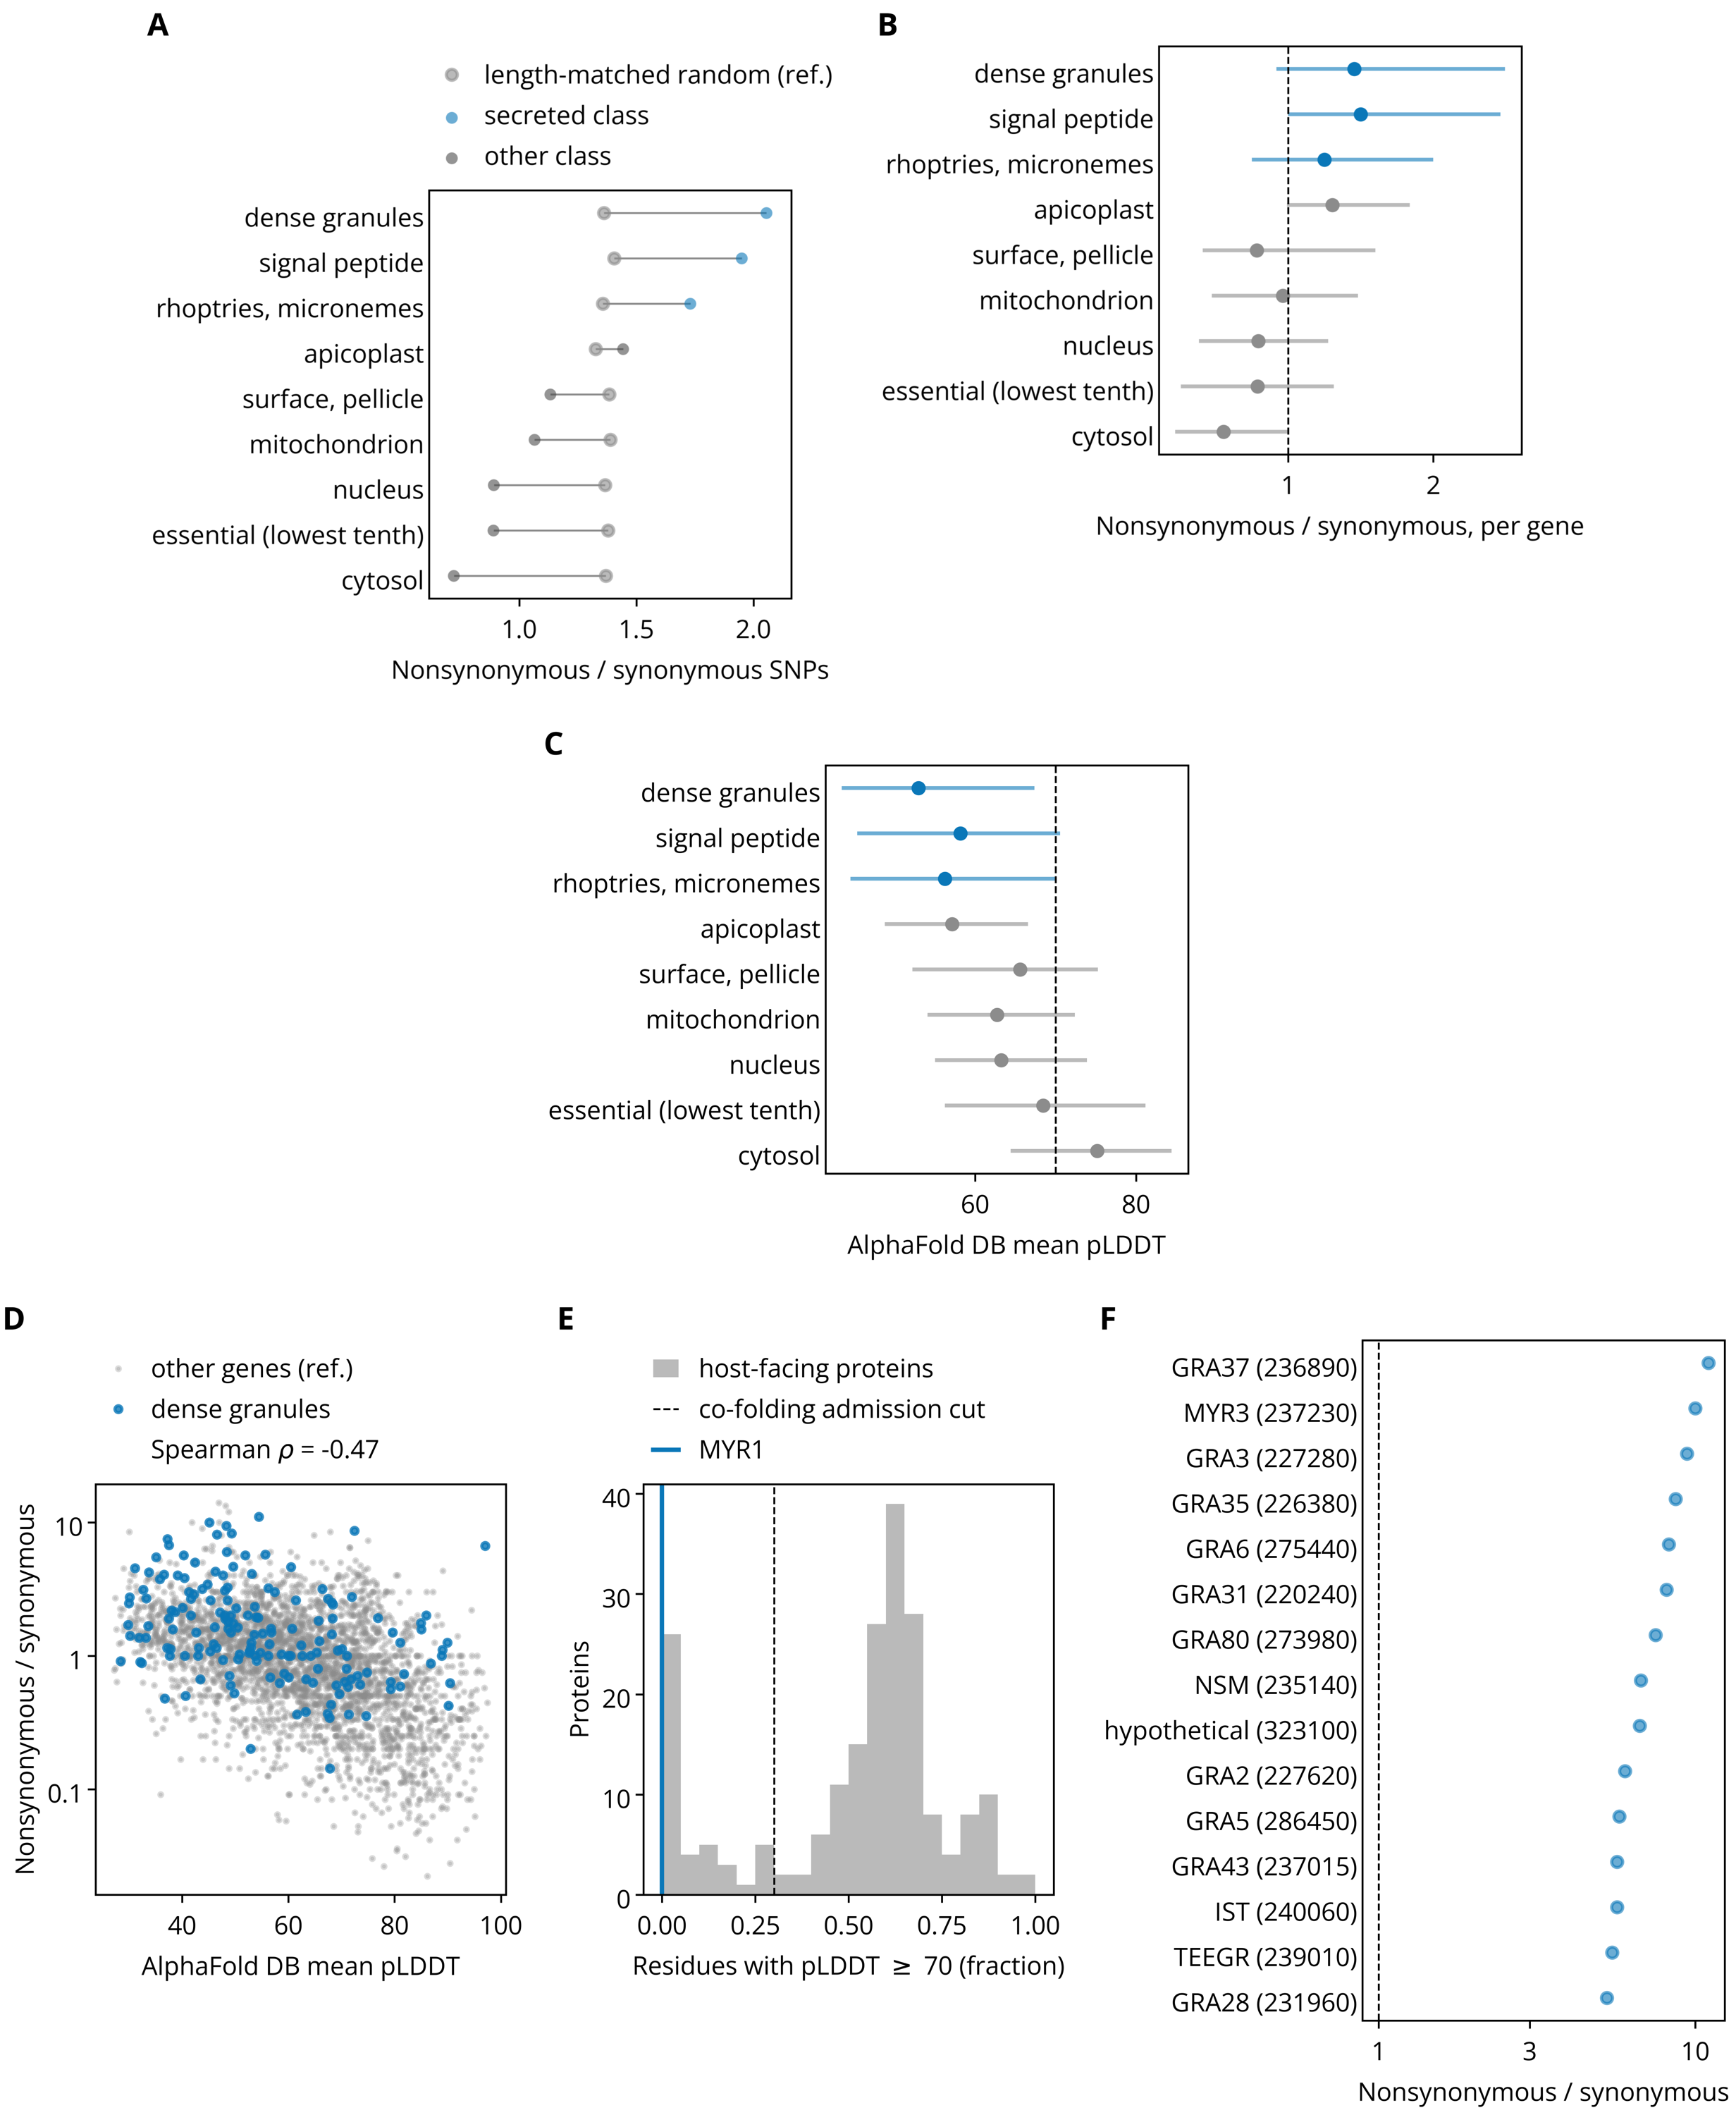 A
length-matched random (ref.)
secreted class
other class
dense granules
signal peptide
rhoptries, micronemes
apicoplast
surface, pellicle
mitochondrion
nucleus
essential (lowest tenth)
cytosol
1.0 1.5 2.0
Nonsynonymous / synonymous SNPs
B
dense granules
signal peptide
rhoptries, micronemes
apicoplast
surface, pellicle
mitochondrion
nucleus
essential (lowest tenth)
cytosol
1 2
Nonsynonymous / synonymous, per gene
C
dense granules
signal peptide
rhoptries, micronemes
apicoplast
surface, pellicle
mitochondrion
nucleus
essential (lowest tenth)
cytosol
60 80
AlphaFold DB mean pLDDT
D
other genes (ref.)
dense granules
Spearman ρ = -0.47
Nonsynonymous / synonymous
10
1
0.1
40 60 80 100
AlphaFold DB mean pLDDT
E
host-facing proteins
co-folding admission cut
MYR1
Proteins
40
30
20
10
0
0.00 0.25 0.50 0.75 1.00
Residues with pLDDT ≥ 70 (fraction)
F
GRA37 (236890)
MYR3 (237230)
GRA3 (227280)
GRA35 (226380)
GRA6 (275440)
GRA31 (220240)
GRA80 (273980)
NSM (235140)
hypothetical (323100)
GRA2 (227620)
GRA5 (286450)
GRA43 (237015)
IST (240060)
TEEGR (239010)
GRA28 (231960)
1 3 10
Nonsynonymous / synonymous